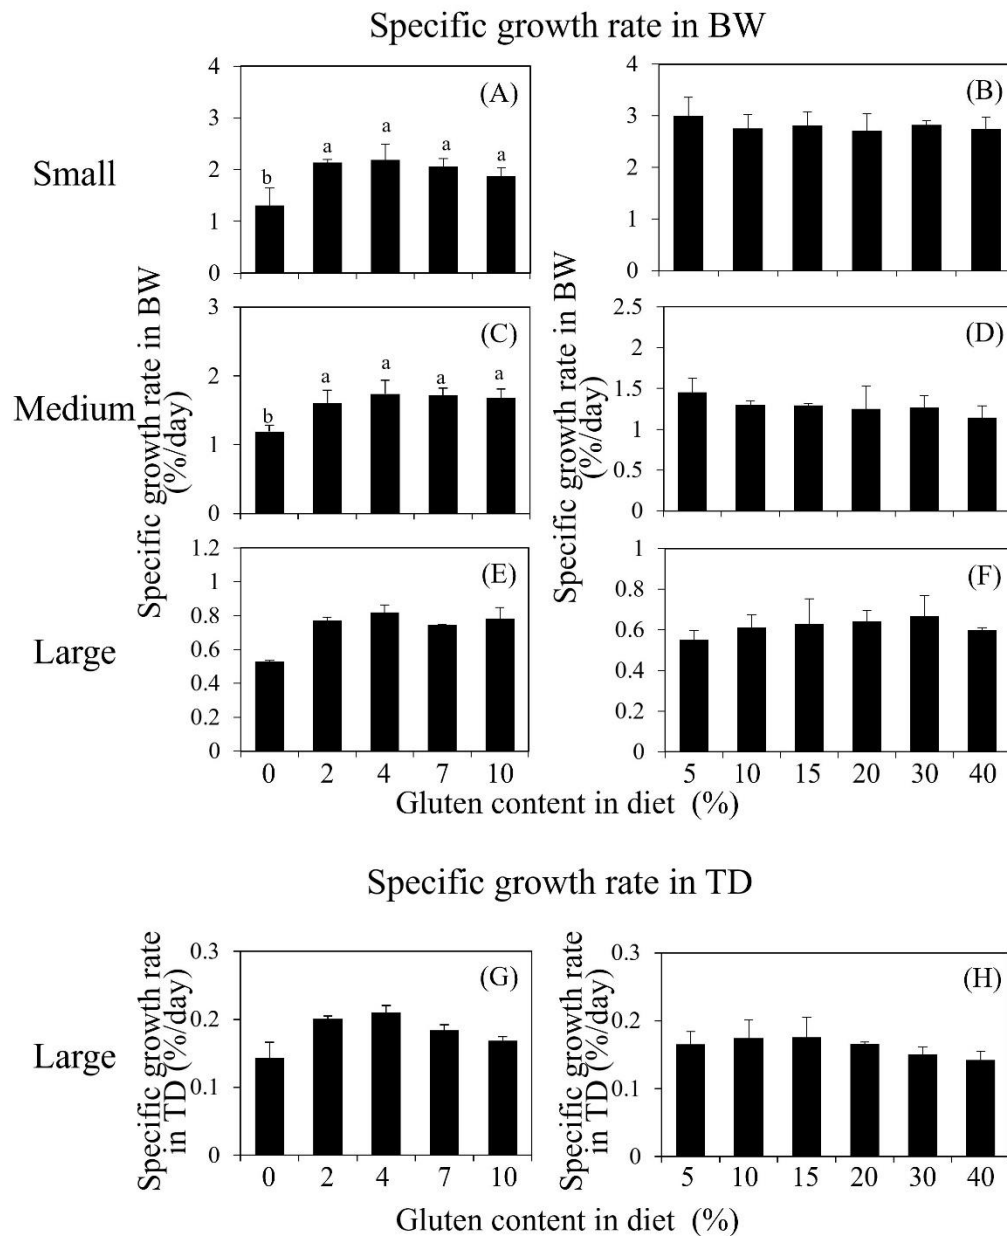 Specific growth rate in BW
Small
4
3
2
1
0
(A)
b
a
a
a
a
4
3
2
1
0
(B)
Medium
Specific growth rate in BW
(%/day)
3
2
1
0
(C)
b
a
a
a
a
Specific growth rate in BW
(%/day)
2.5
2
1.5
1
0.5
0
(D)
Large
1.2
1
0.8
0.6
0.4
0.2
0
(E)
0 2 4 7 10
1
0.8
0.6
0.4
0.2
0
(F)
5 10 15 20 30 40
Gluten content in diet (%)
Specific growth rate in TD
Large
Specific growth rate
in TD (%/day)
0.3
0.2
0.1
0
(G)
0 2 4 7 10
Specific growth rate
in TD (%/day)
0.3
0.2
0.1
0
(H)
5 10 15 20 30 40
Gluten content in diet (%)